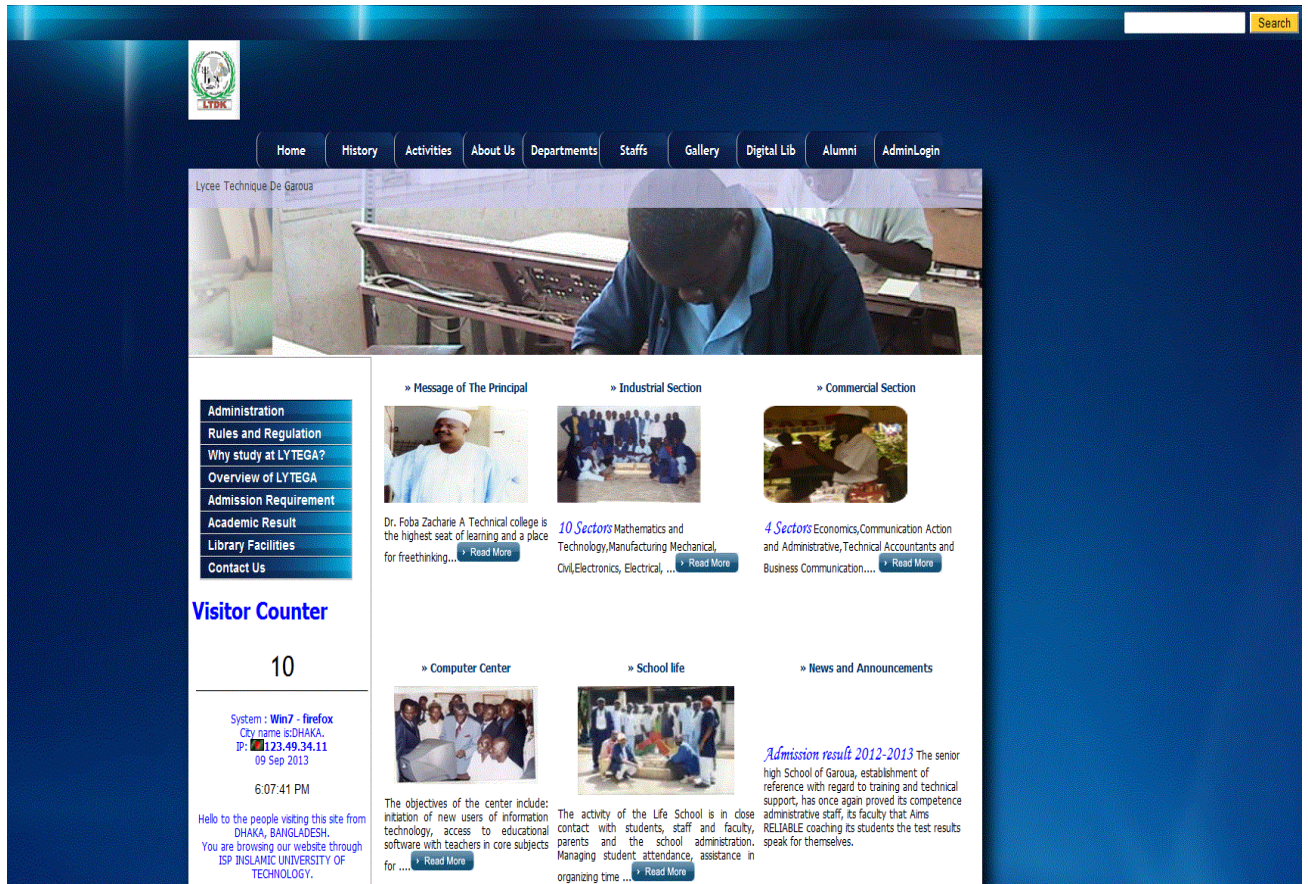 Search
LTDK
Home
History
Activities
About Us
Departmemts
Staffs
Gallery
Digital Lib
Alumni
AdminLogin
Lycee Technique De Garoua
Administration
Rules and Regulation
Why study at LYTEGA?
Overview of LYTEGA
Admission Requirement
Academic Result
Library Facilities
Contact Us
Visitor Counter
10
System : Win7 - firefox
City name is:DHAKA.
IP: 123.49.34.11
09 Sep 2013
6:07:41 PM
Hello to the people visiting this site from
DHAKA, BANGLADESH.
You are browsing our website through
ISP INSLAMIC UNIVERSITY OF
TECHNOLOGY.
» Message of The Principal
Dr. Foba Zacharie A Technical college is
the highest seat of learning and a place
for freethinking... › Read More
» Industrial Section
10 Sectors Mathematics and
Technology,Manufacturing Mechanical,
Civil,Electronics, Electrical, ... › Read More
» Commercial Section
4 Sectors Economics,Communication Action
and Administrative,Technical Accountants and
Business Communication.... › Read More
» Computer Center
The objectives of the center include:
initiation of new users of information
technology, access to educational
software with teachers in core subjects
for .... › Read More
» School life
The activity of the Life School is in close
contact with students, staff and faculty,
parents and the school administration.
Managing student attendance, assistance in
organizing time ... › Read More
» News and Announcements
Admission result 2012-2013 The senior
high School of Garoua, establishment of
reference with regard to training and technical
support, has once again proved its competence
administrative staff, its faculty that Aims
RELIABLE coaching its students the test results
speak for themselves.